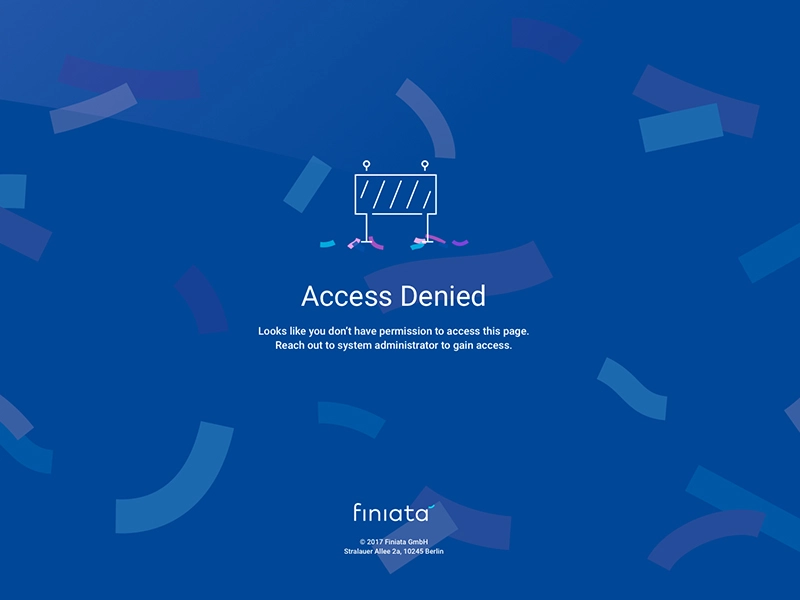 Access Denied
Looks like you don't have permission to access this page.
Reach out to system administrator to gain access.
finiata
© 2017 Finiata GmbH
Stralauer Allee 2a, 10245 Berlin